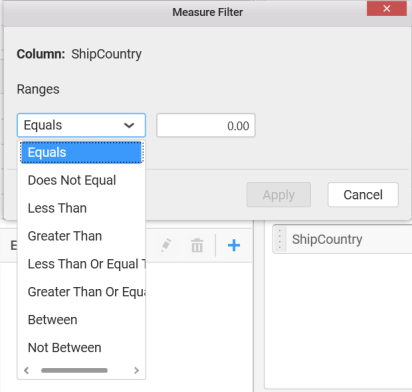 Measure Filter
Column: ShipCountry
Ranges
Equals 0.00
Equals
Does Not Equal
Less Than
Greater Than
Apply Cancel
ShipCountry
Less Than Or Equal
Greater Than Or
Between
Not Between